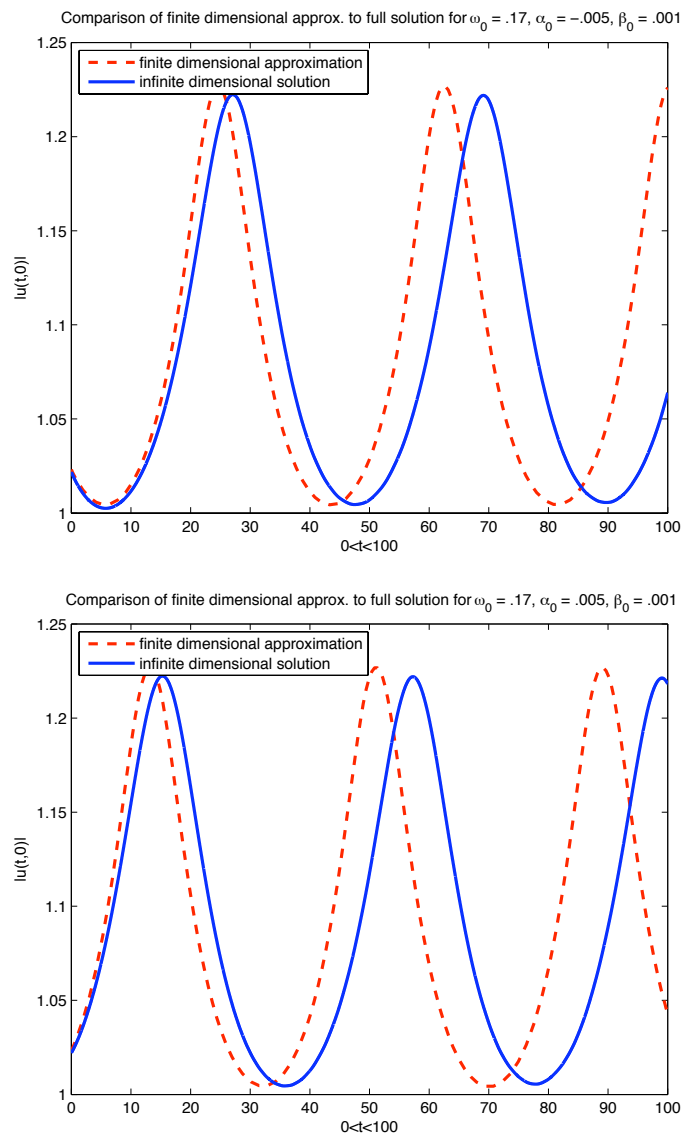 Comparison of finite dimensional approx. to full solution for ω₀ = .17, α₀ = −.005, β₀ = .001
1.25
finite dimensional approximation
infinite dimensional solution
1.2
1.15
1.1
1.05
1
|u(t,0)|
0 10 20 30 40 50 60 70 80 90 100
0<t<100
Comparison of finite dimensional approx. to full solution for ω₀ = .17, α₀ = .005, β₀ = .001
1.25
finite dimensional approximation
infinite dimensional solution
1.2
1.15
1.1
1.05
1
|u(t,0)|
0 10 20 30 40 50 60 70 80 90 100
0<t<100